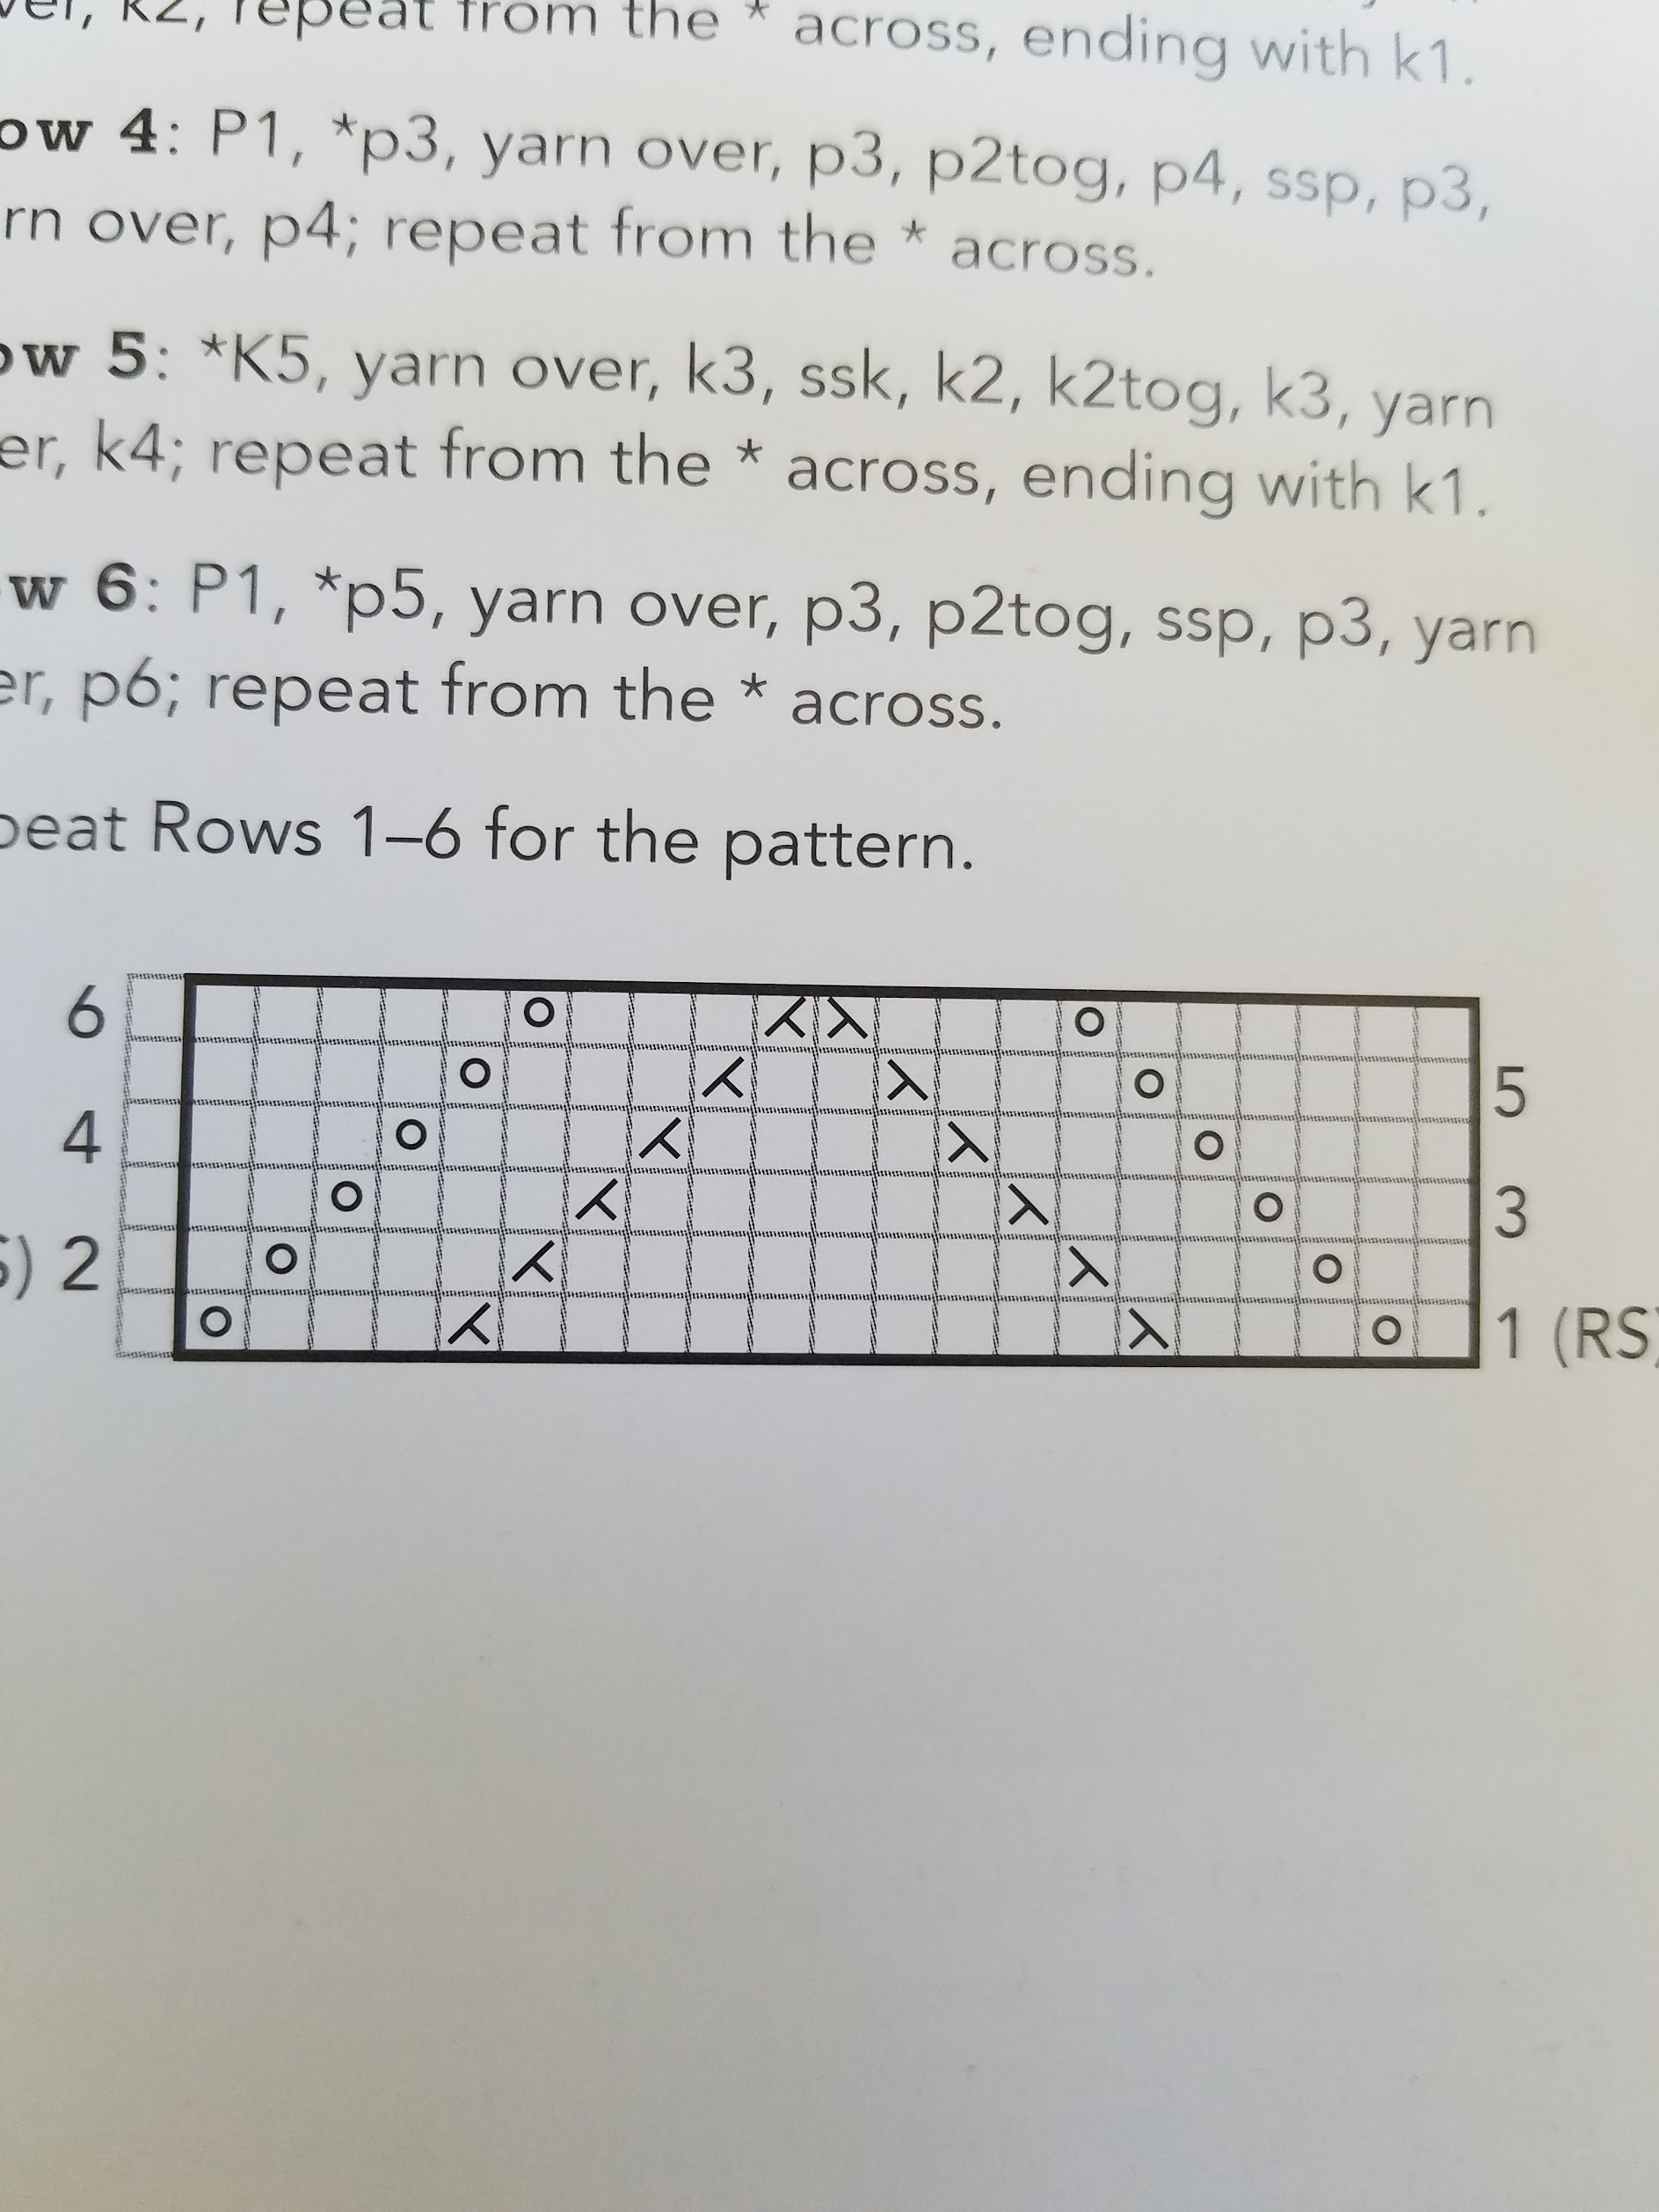 ver, k2, repeat from the * across, ending with k1.
ow 4: P1, *p3, yarn over, p3, p2tog, p4, ssp, p3,
rn over, p4; repeat from the * across.
ow 5: *K5, yarn over, k3, ssk, k2, k2tog, k3, yarn
er, k4; repeat from the * across, ending with k1.
w 6: P1, *p5, yarn over, p3, p2tog, ssp, p3, yarn
er, p6; repeat from the * across.
peat Rows 1–6 for the pattern.
6
5
4
3
S) 2
1 (RS)